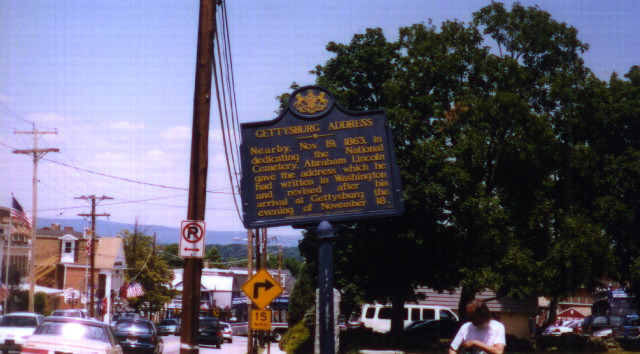 GETTYSBURG ADDRESS
Nearby, Nov. 19, 1863, in
dedicating the National
Cemetery, Abraham Lincoln
gave the address which he
had written in Washington
and revised after his
arrival at Gettysburg the
evening of November 18.
P
15
M.P.H.